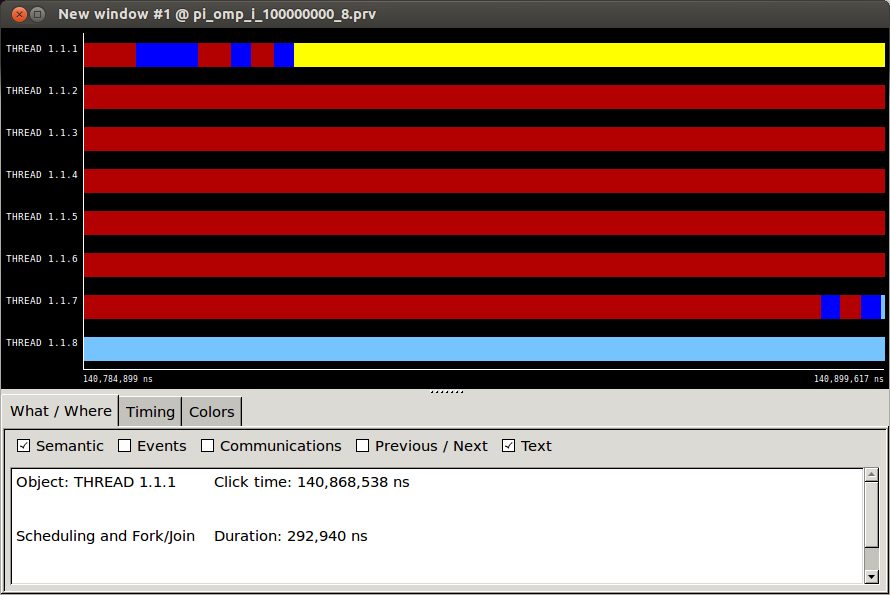 New window #1 @ pi_omp_i_100000000_8.prv
THREAD 1.1.1
THREAD 1.1.2
THREAD 1.1.3
THREAD 1.1.4
THREAD 1.1.5
THREAD 1.1.6
THREAD 1.1.7
THREAD 1.1.8
140,784,899 ns 140,899,617 ns
What / Where Timing Colors
Semantic Events Communications Previous / Next Text
Object: THREAD 1.1.1 Click time: 140,868,538 ns
Scheduling and Fork/Join Duration: 292,940 ns